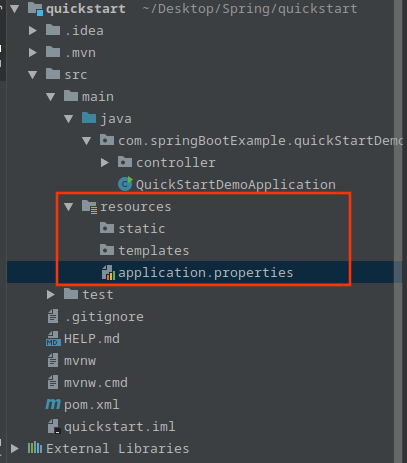 quickstart ~/Desktop/Spring/quickstart
.idea
.mvn
src
main
java
com.springBootExample.quickStartDemo
controller
QuickStartDemoApplication
resources
static
templates
application.properties
test
.gitignore
HELP.md
mvnw
mvnw.cmd
pom.xml
quickstart.iml
External Libraries